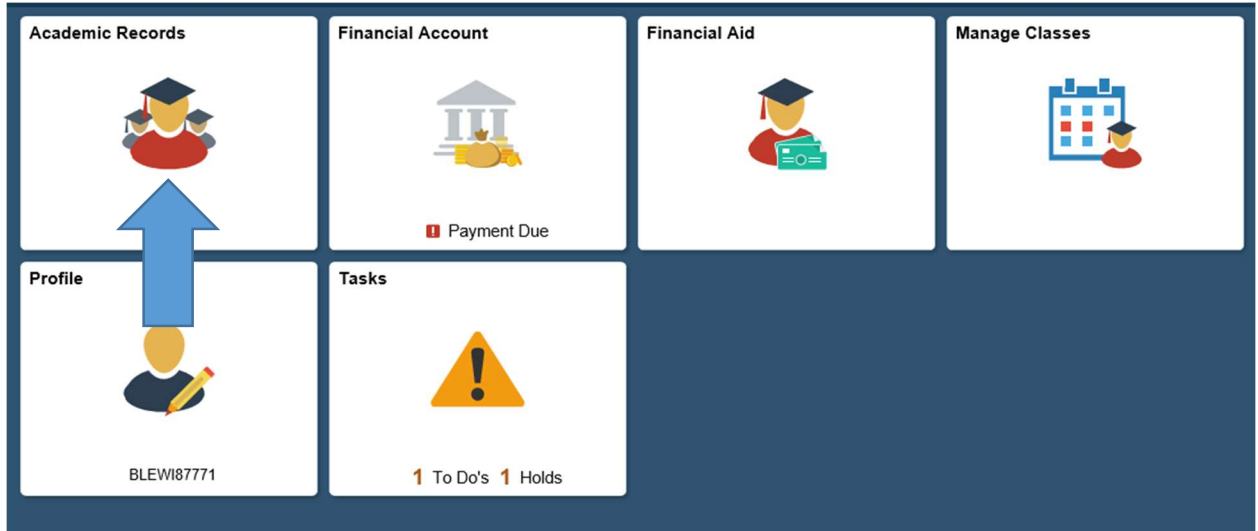 Academic Records
Financial Account
Payment Due
Financial Aid
Manage Classes
Profile
BLEWI87771
Tasks
1 To Do's 1 Holds